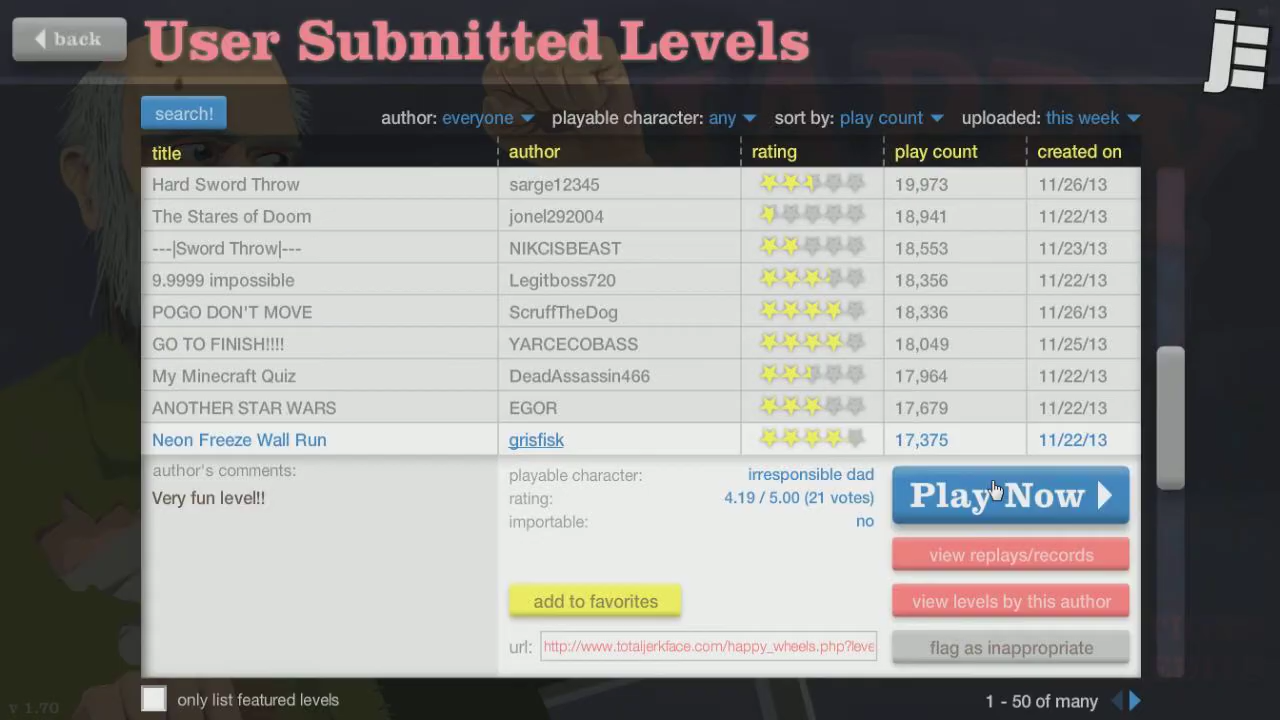 back
User Submitted Levels
jE
search!
author: everyone playable character: any sort by: play count uploaded: this week
title author rating play count created on
Hard Sword Throw sarge12345 19,973 11/26/13
The Stares of Doom jonel292004 18,941 11/22/13
---|Sword Throw|--- NIKCISBEAST 18,553 11/23/13
9.9999 impossible Legitboss720 18,356 11/22/13
POGO DON'T MOVE ScruffTheDog 18,336 11/26/13
GO TO FINISH!!!! YARCECOBASS 18,049 11/25/13
My Minecraft Quiz DeadAssassin466 17,964 11/22/13
ANOTHER STAR WARS EGOR 17,679 11/22/13
Neon Freeze Wall Run grisfisk 17,375 11/22/13
author's comments:
Very fun level!!
playable character: irresponsible dad
rating: 4.19 / 5.00 (21 votes)
importable: no
add to favorites
url: http://www.totaljerkface.com/happy_wheels.php?leve
Play Now
view replays/records
view levels by this author
flag as inappropriate
only list featured levels
1 - 50 of many
v 1.70